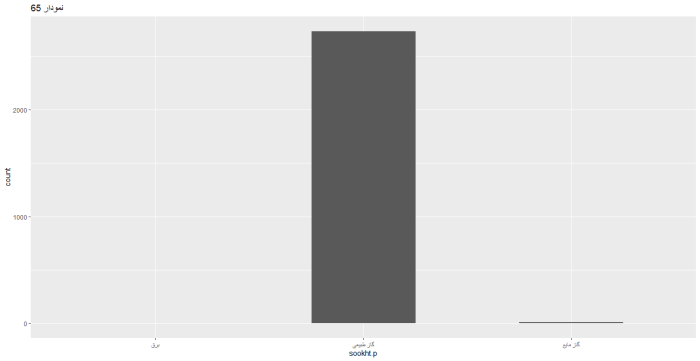 نمودار 65
count
2000
1000
0
برق
گاز طبیعی
گاز مایع
sookht.p